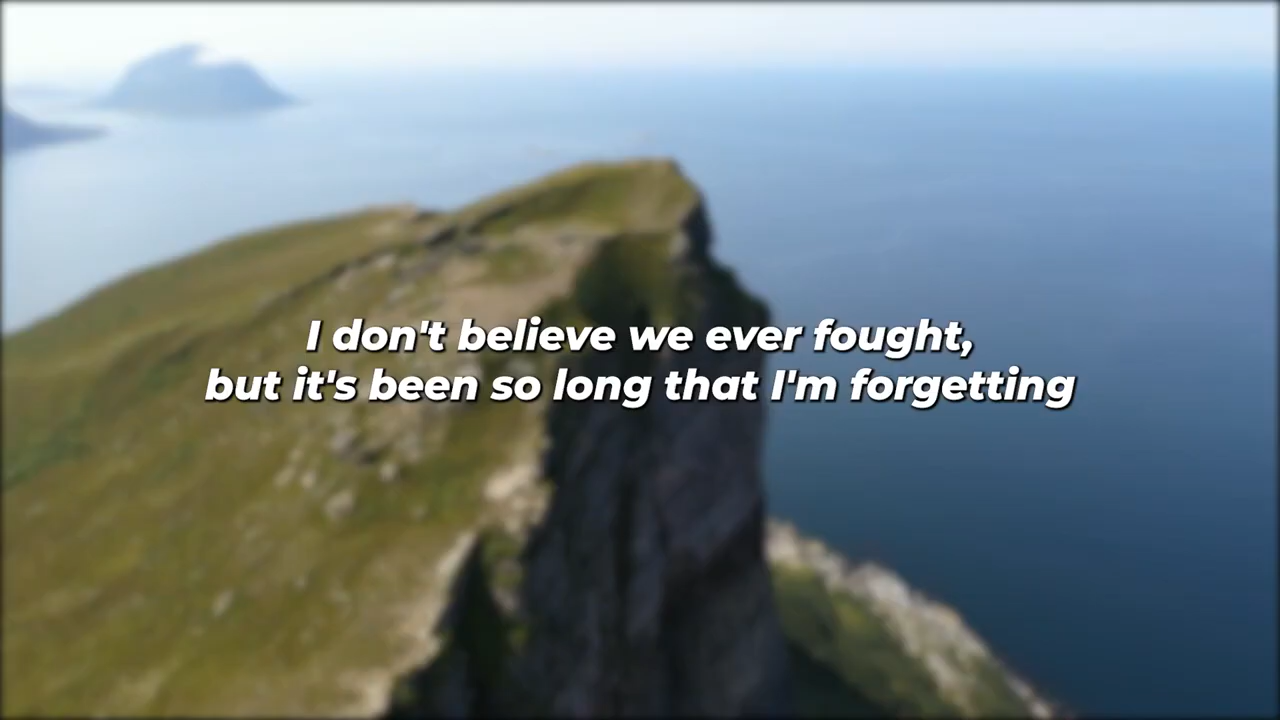 I don't believe we ever fought,
but it's been so long that I'm forgetting